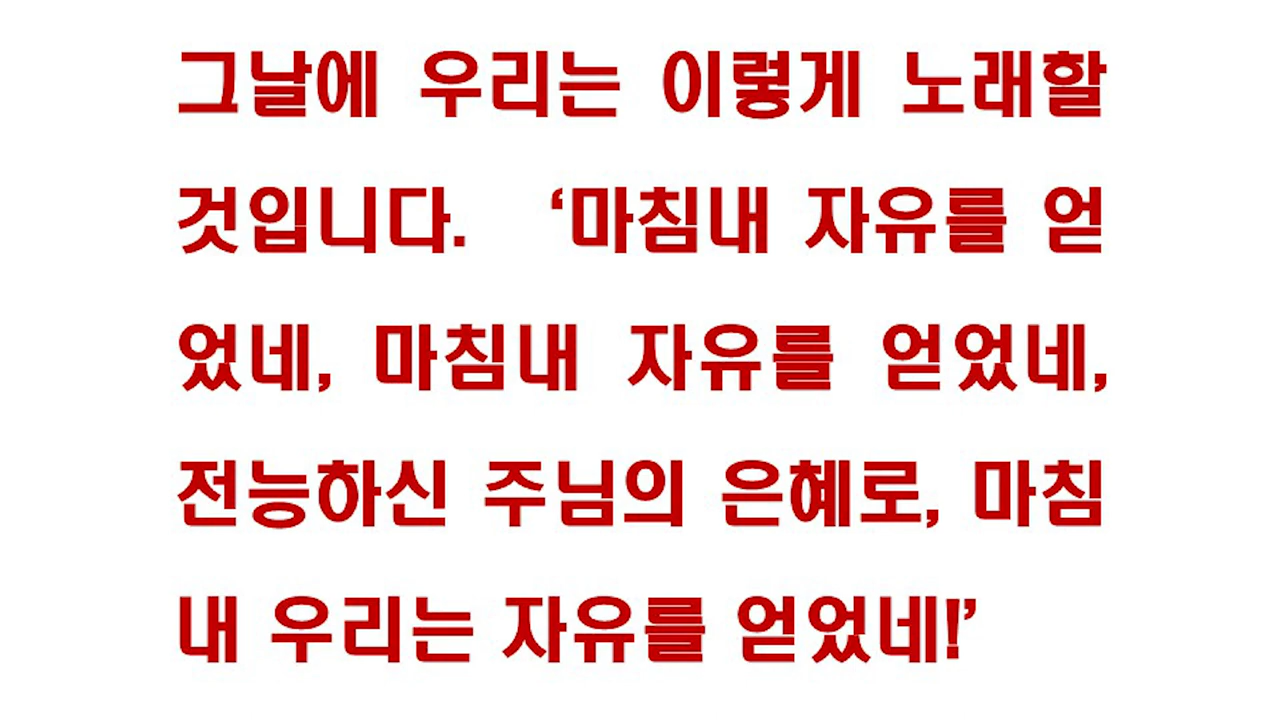 그날에 우리는 이렇게 노래할
것입니다. ‘마침내 자유를 얻
었네, 마침내 자유를 얻었네,
전능하신 주님의 은혜로, 마침
내 우리는 자유를 얻었네!’